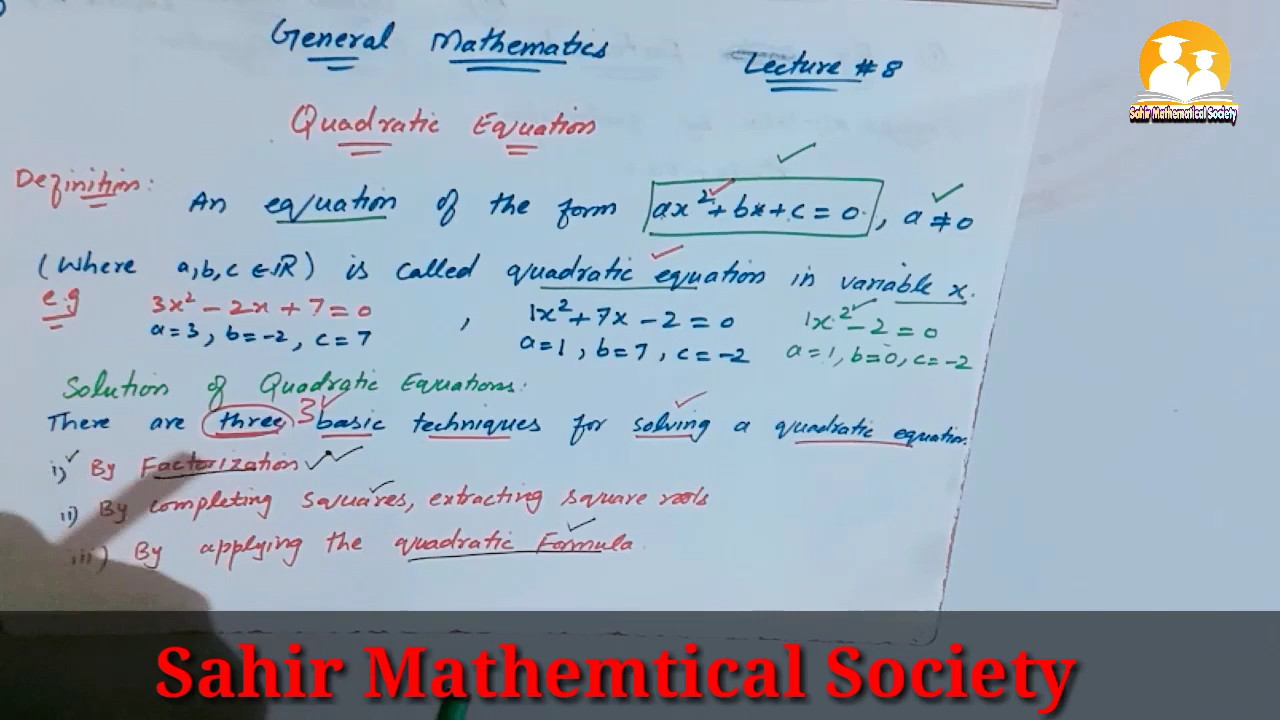 General Mathematics
Lecture # 8
Sahir Mathematical Society
Quadratic Equation
Definition:
An equation of the form ax² + bx + c = 0, a ≠ 0
(Where a, b, c ∈ ℝ) is called quadratic equation in variable x.
e.g 3x² - 2x + 7 = 0 , 1x² + 7x - 2 = 0 1x² - 2 = 0
a = 3, b = -2, c = 7 a = 1, b = 7, c = -2 a = 1, b = 0, c = -2
Solution of Quadratic Equations:
There are three 3 basic techniques for solving a quadratic equation.
i) By Factorization
ii) By completing squares, extracting square roots
iii) By applying the quadratic Formula.
Sahir Mathemtical Society